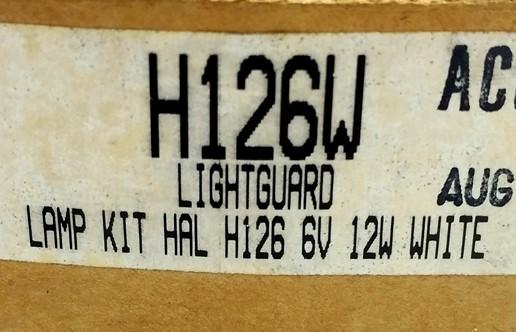 H126W
LIGHTGUARD
LAMP KIT HAL H126 6V 12W WHITE
AUG